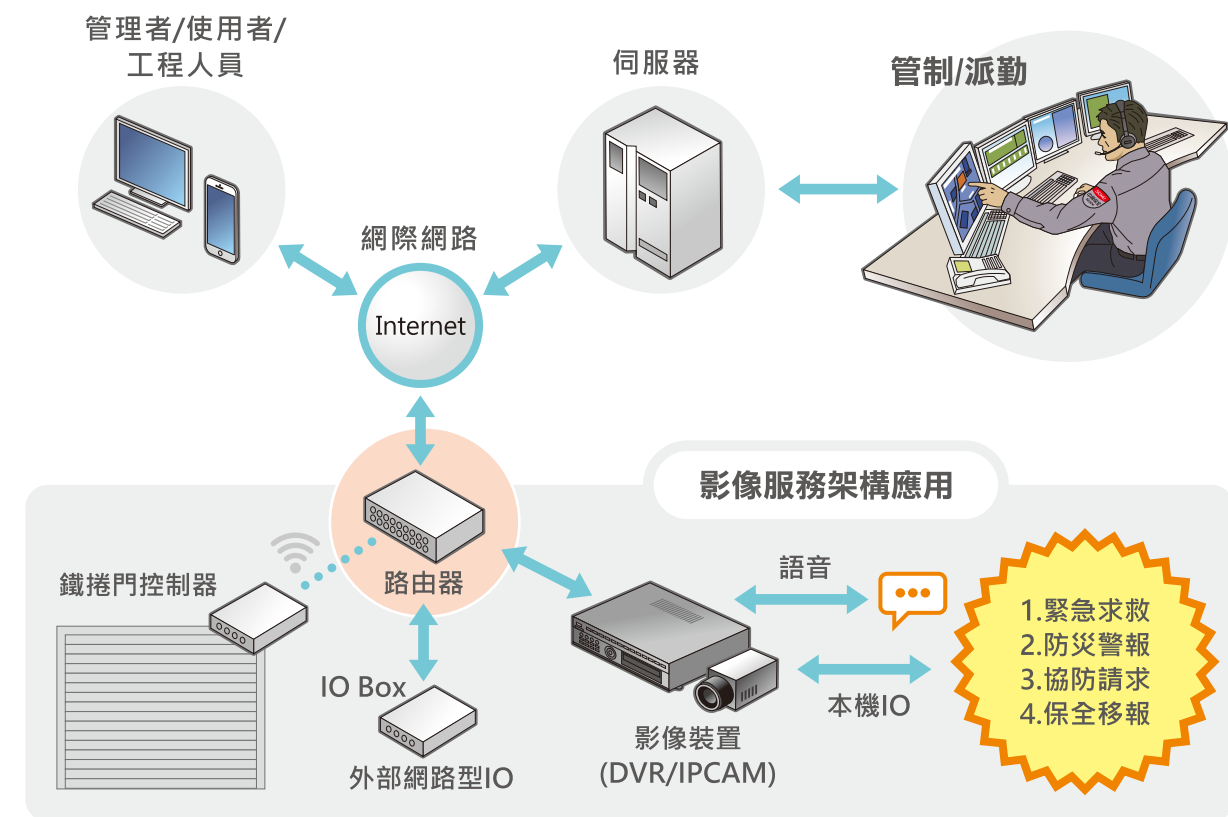 管理者/使用者/
工程人員
伺服器
管制/派勤
網際網路
Internet
影像服務架構應用
鐵捲門控制器
路由器
語音
1.緊急求救
2.防災警報
3.協防請求
4.保全移報
IO Box
本機IO
外部網路型IO
影像裝置
(DVR/IPCAM)